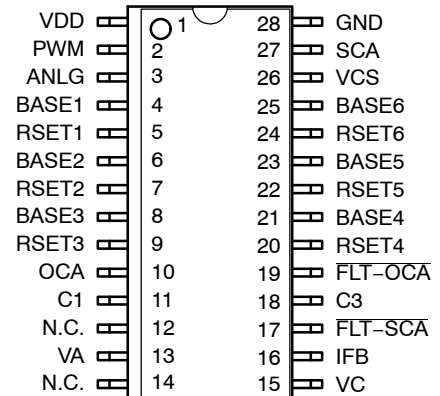 VDD 1 28 GND
PWM 2 27 SCA
ANLG 3 26 VCS
BASE1 4 25 BASE6
RSET1 5 24 RSET6
BASE2 6 23 BASE5
RSET2 7 22 RSET5
BASE3 8 21 BASE4
RSET3 9 20 RSET4
OCA 10 19 FLT−OCA
C1 11 18 C3
N.C. 12 17 FLT−SCA
VA 13 16 IFB
N.C. 14 15 VC